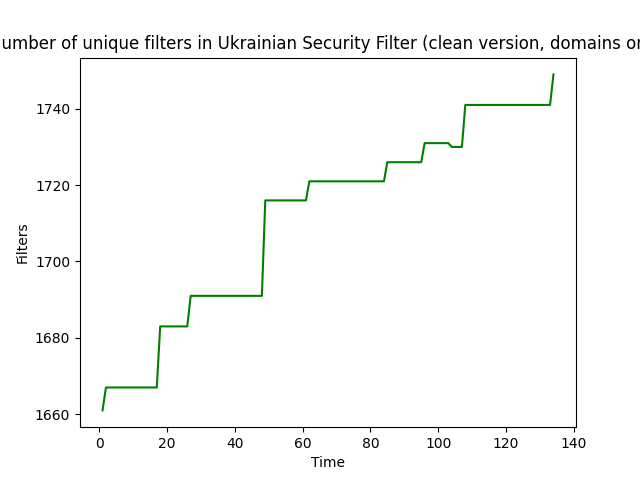 umber of unique filters in Ukrainian Security Filter (clean version, domains or
1740
1720
1700
1680
1660
Filters
0 20 40 60 80 100 120 140
Time